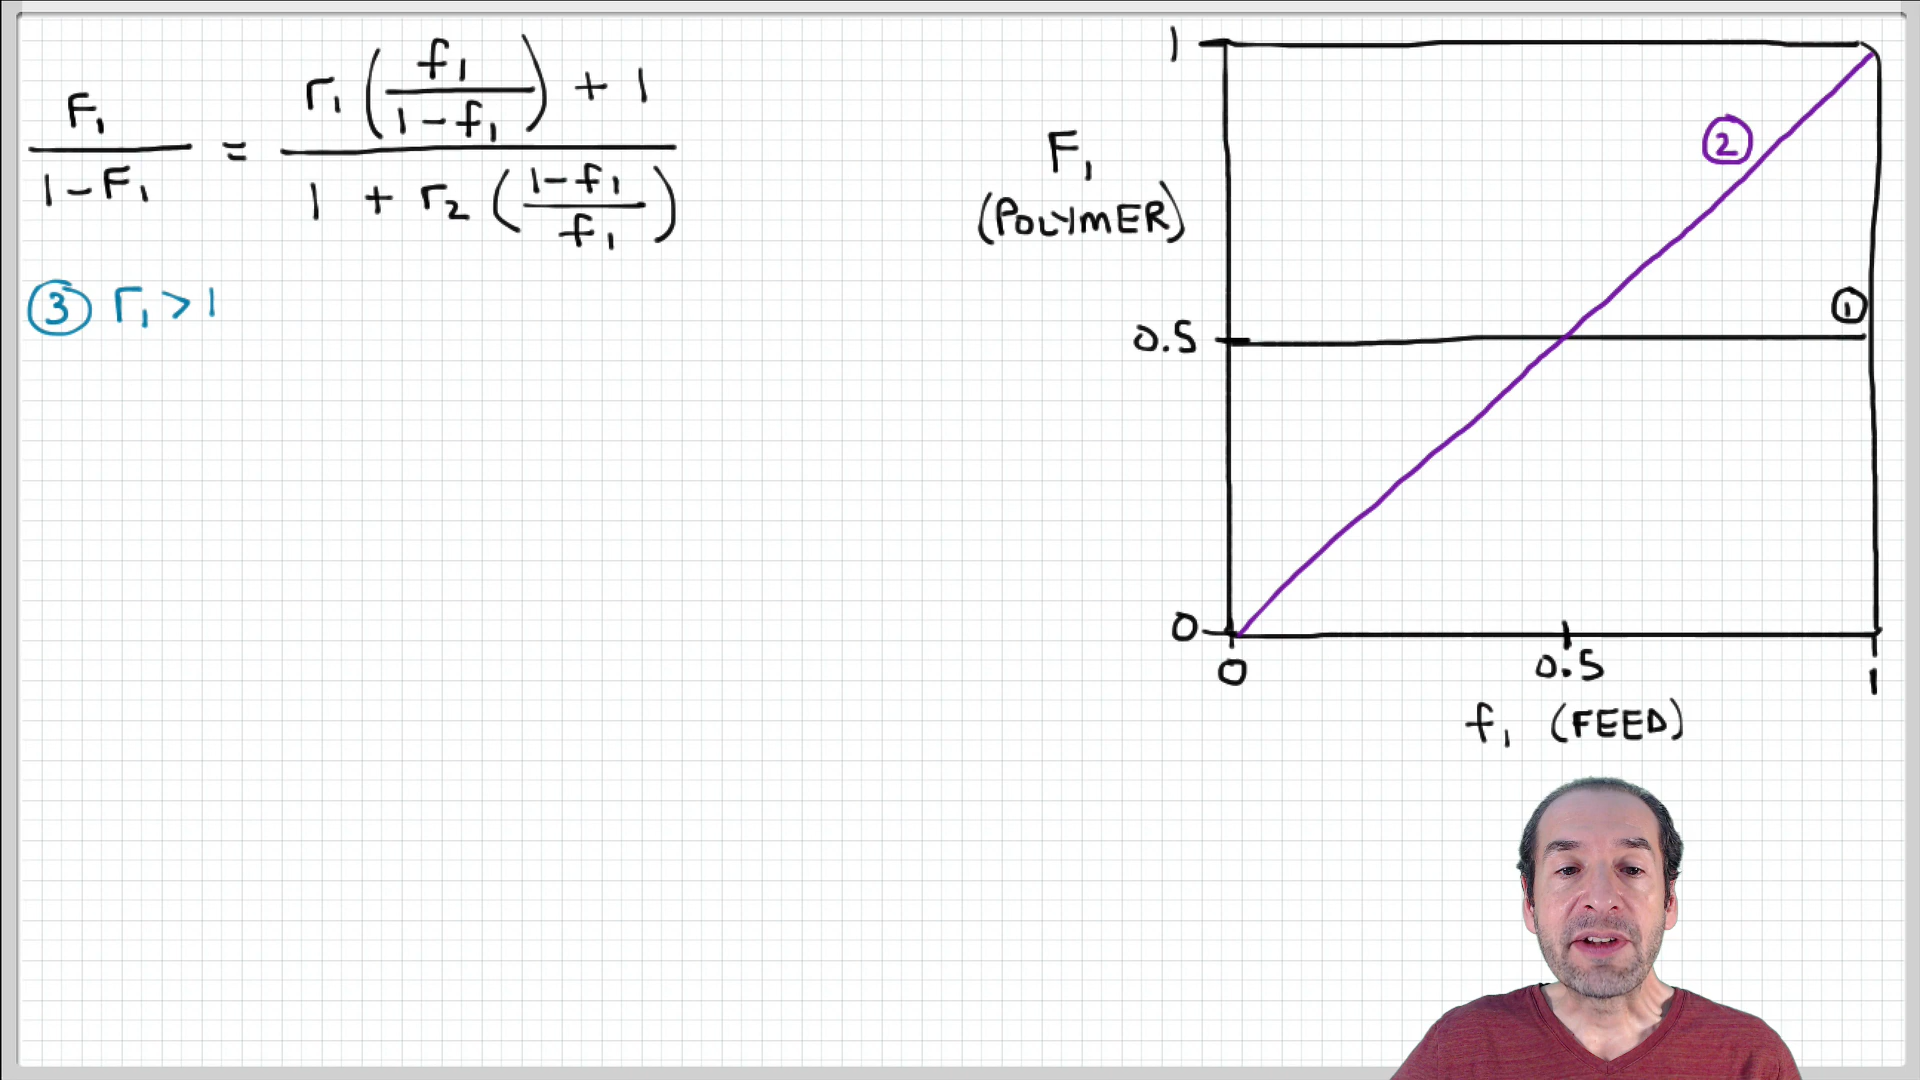 F₁ / (1 - F₁) = (r₁ (f₁ / (1 - f₁)) + 1) / (1 + r₂ ((1 - f₁) / f₁))
③ r₁ > 1
1
F₁
(POLYMER)
②
①
0.5
0
0
0.5
1
f₁ (FEED)